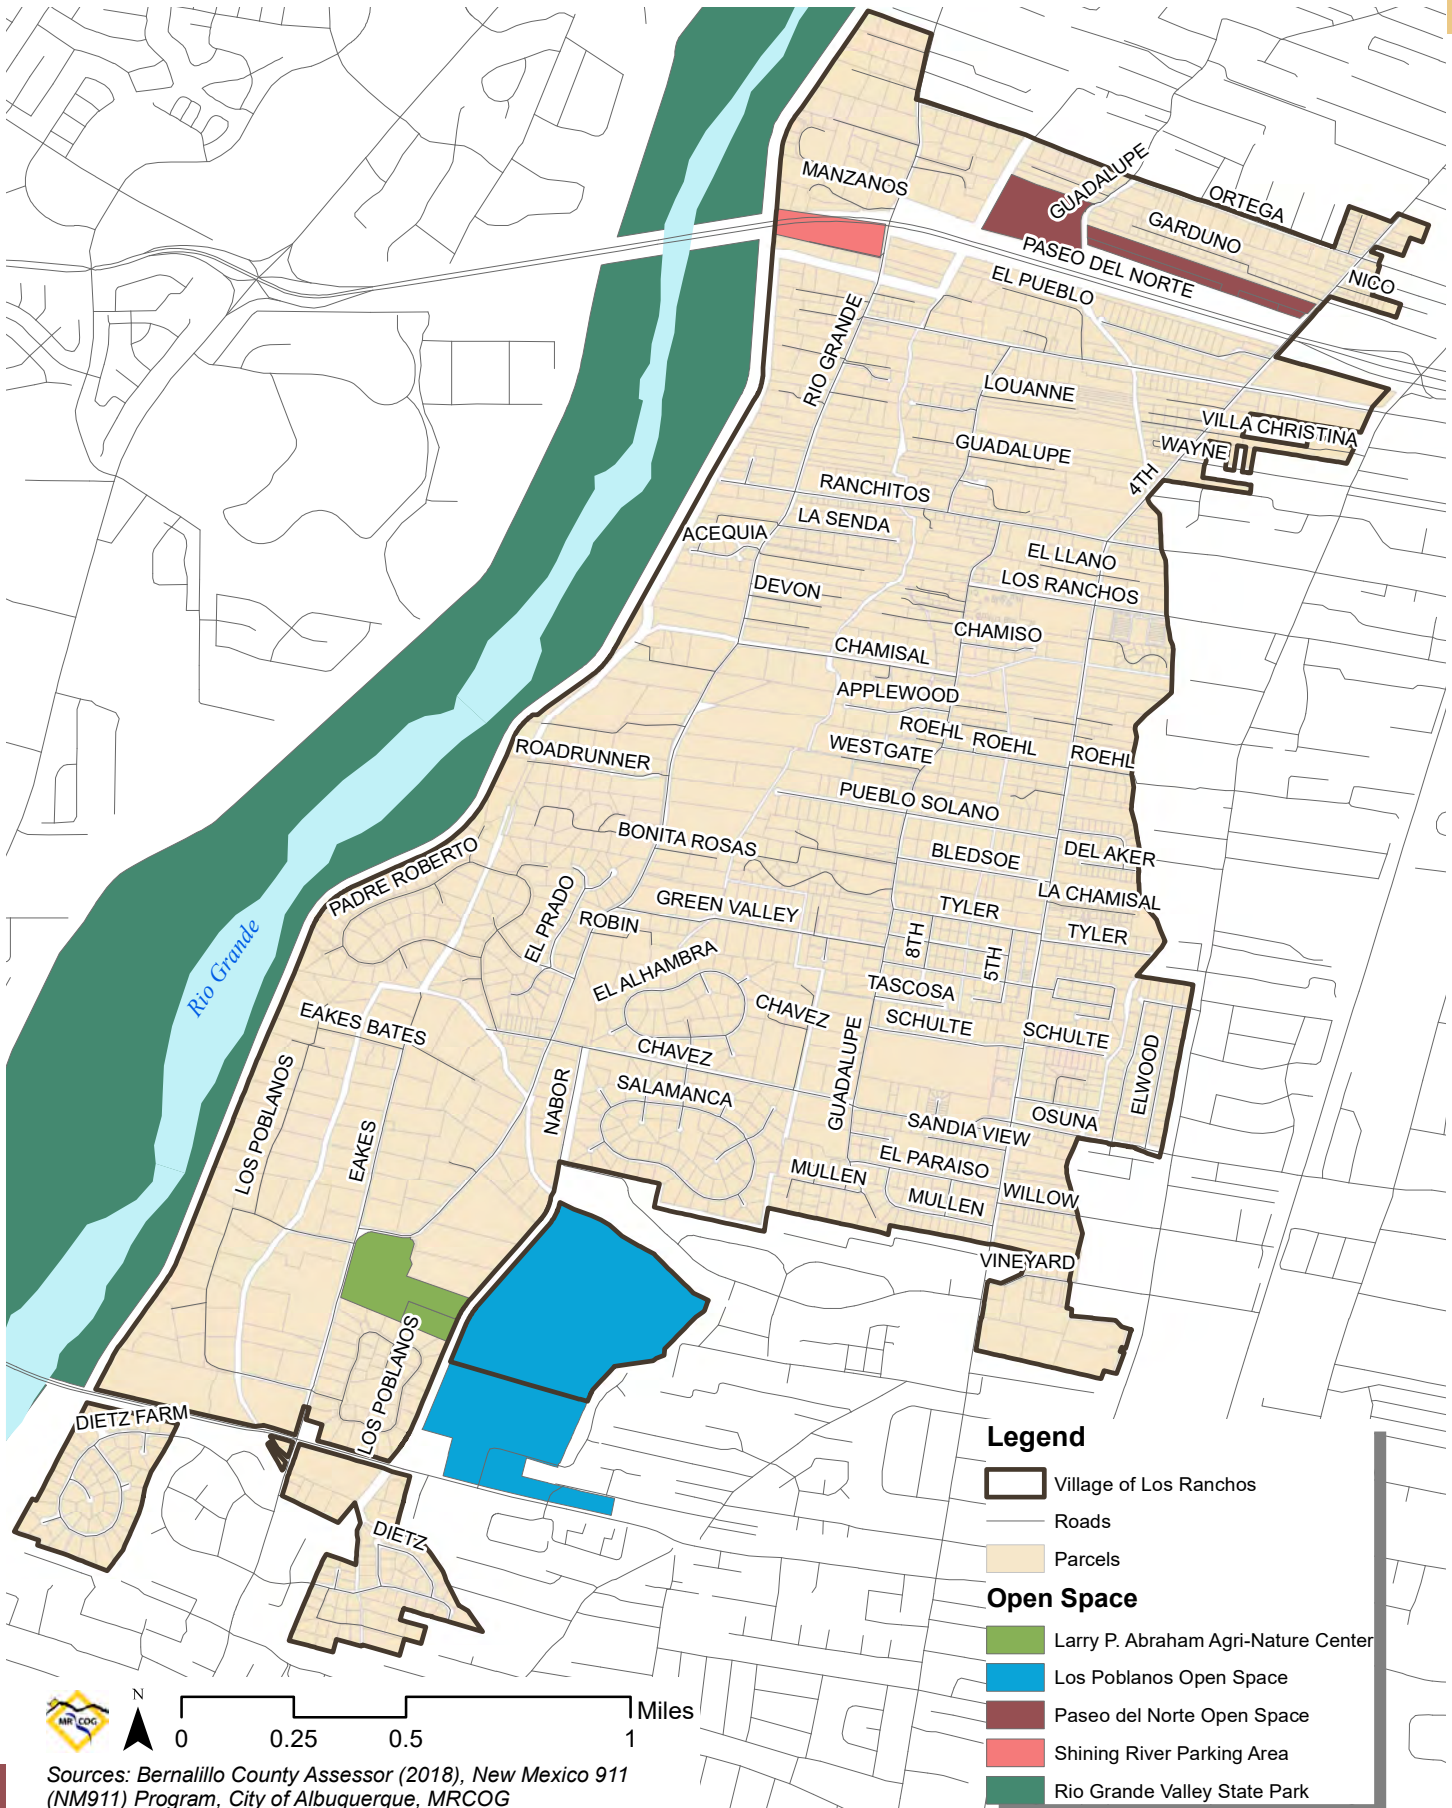 MANZANOS
GUADALUPE
ORTEGA
GARDUNO
PASEO DEL NORTE
NICO
EL PUEBLO
RIO GRANDE
LOUANNE
VILLA CHRISTINA
GUADALUPE
WAYNE
4TH
RANCHITOS
LA SENDA
ACEQUIA
EL LLANO
DEVON
LOS RANCHOS
CHAMISO
CHAMISAL
APPLEWOOD
ROEHL
ROEHL
ROEHL
WESTGATE
ROADRUNNER
PUEBLO SOLANO
BONITA ROSAS
BLEDSOE
DEL AKER
PADRE ROBERTO
LA CHAMISAL
EL PRADO
GREEN VALLEY
TYLER
ROBIN
TYLER
8TH
5TH
Rio Grande
EL ALHAMBRA
TASCOSA
CHAVEZ
SCHULTE
SCHULTE
EAKES BATES
CHAVEZ
GUADALUPE
ELWOOD
LOS POBLANOS
SALAMANCA
NABOR
OSUNA
SANDIA VIEW
EAKES
EL PARAISO
MULLEN
WILLOW
MULLEN
VINEYARD
LOS POBLANOS
DIETZ FARM
DIETZ
Legend
Village of Los Ranchos
Roads
Parcels
Open Space
Larry P. Abraham Agri-Nature Center
Los Poblanos Open Space
Paseo del Norte Open Space
Shining River Parking Area
Rio Grande Valley State Park
MR COG
N
Miles
0 0.25 0.5 1
Sources: Bernalillo County Assessor (2018), New Mexico 911
(NM911) Program, City of Albuquerque, MRCOG